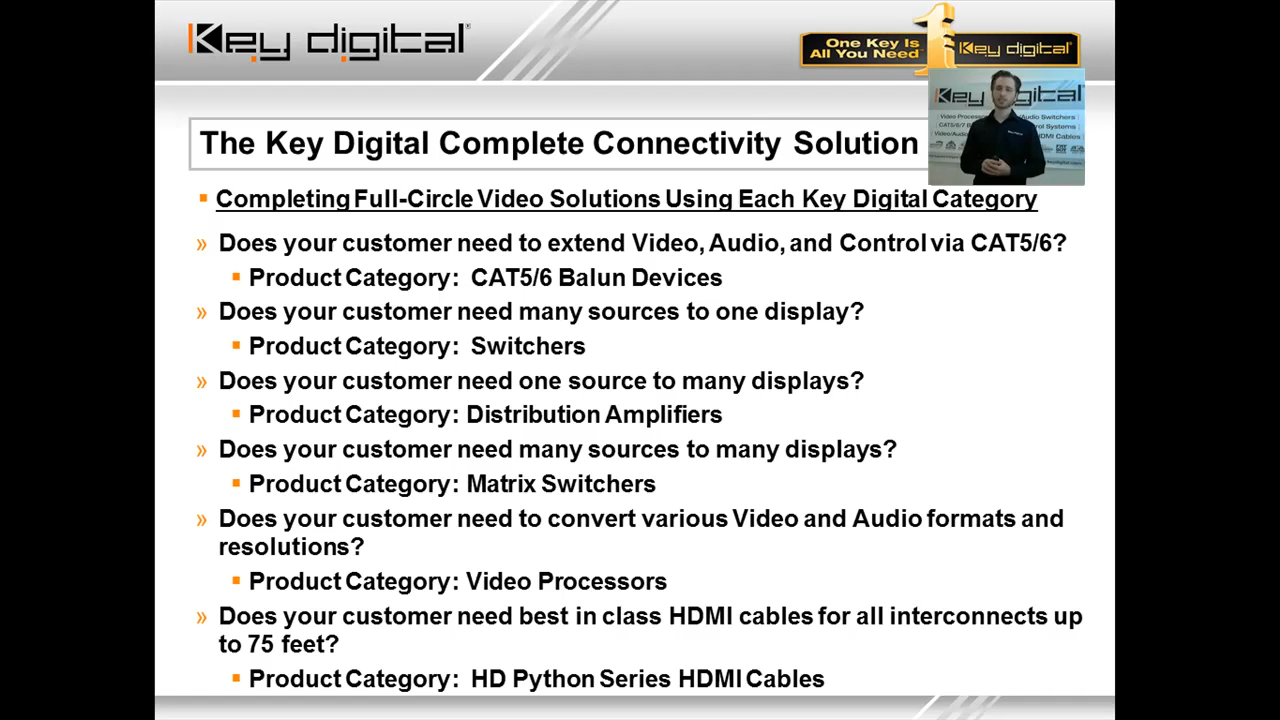 Key digital®
One Key Is
All You Need™
1
Key digital
Key Digital
The Key Digital Complete Connectivity Solution
Completing Full-Circle Video Solutions Using Each Key Digital Category
» Does your customer need to extend Video, Audio, and Control via CAT5/6?
Product Category: CAT5/6 Balun Devices
» Does your customer need many sources to one display?
Product Category: Switchers
» Does your customer need one source to many displays?
Product Category: Distribution Amplifiers
» Does your customer need many sources to many displays?
Product Category: Matrix Switchers
» Does your customer need to convert various Video and Audio formats and
resolutions?
Product Category: Video Processors
» Does your customer need best in class HDMI cables for all interconnects up
to 75 feet?
Product Category: HD Python Series HDMI Cables